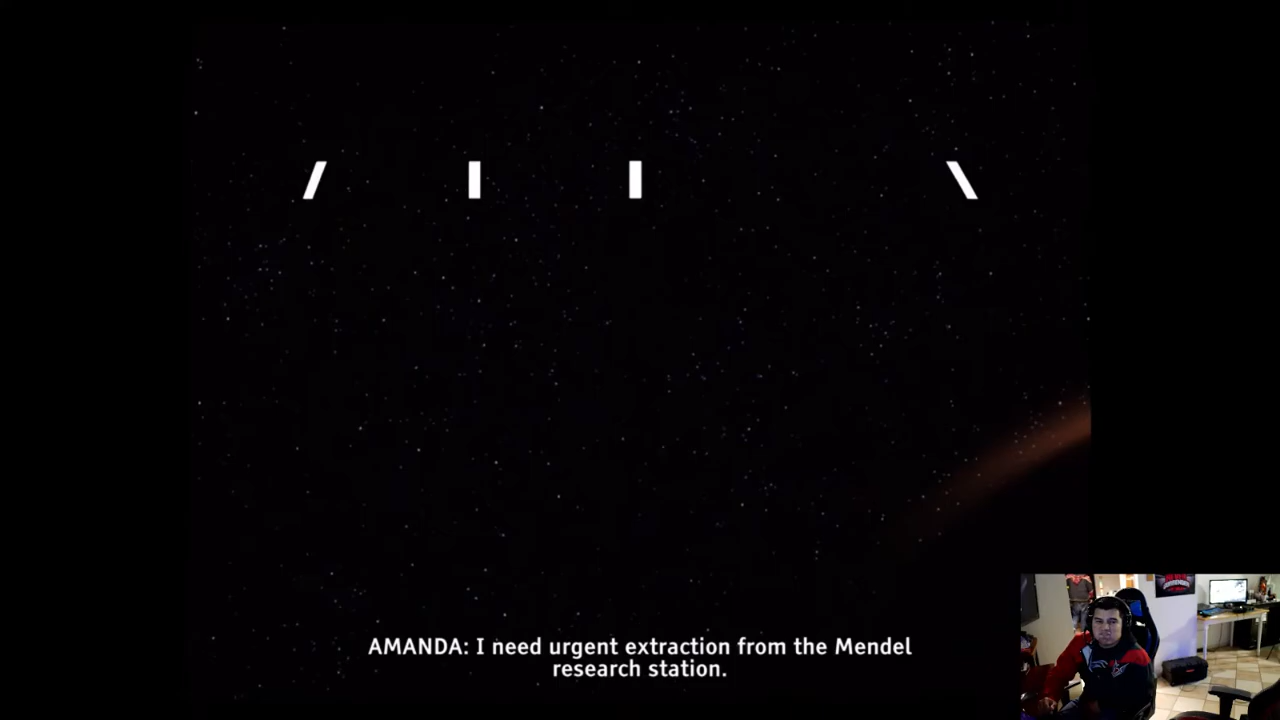 AMANDA: I need urgent extraction from the Mendel
research station.